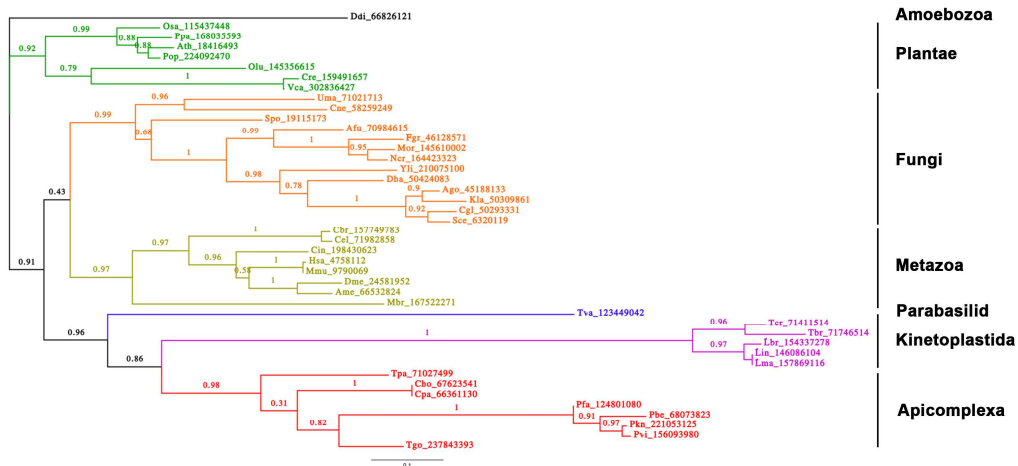 Ddi_66826121
Amoebozoa
Osa_115437448
0.99
Ppa_168035593
0.88
Ath_18416493
0.88
Pop_224092470
0.92
Plantae
Olu_145356615
0.79
1
Cre_159491657
Vca_302836427
Uma_71021713
0.96
Cne_58259249
0.99
Spo_19115173
0.68
Afu_70984615
0.99
Fgr_46128571
1
Mor_145610002
0.95
Ncr_164423323
1
Fungi
Yli_210075100
0.98
Dha_50424083
0.78
Ago_45188133
0.9
Kla_50309861
1
Cgl_50293331
0.92
Sce_6320119
0.43
Cbr_157749783
1
Cel_71982858
0.97
Cin_198430623
0.96
Hsa_4758112
1
Mmu_9790069
0.58
Dme_24581952
1
Ame_66532824
0.97
Metazoa
Mbr_167522271
0.91
Tva_123449042
Parabasilid
0.96
Tcr_71411514
0.96
Tbr_71746514
1
Kinetoplastida
Lbr_154337278
0.97
Lin_146086104
Lma_157869116
0.86
Tpa_71027499
0.98
Cho_67623541
1
Cpa_66361130
0.31
Pfa_124801080
1
Pbe_68073823
0.91
Pkn_221053125
0.97
Pvi_156093980
0.82
Apicomplexa
Tgo_237843393
0.1